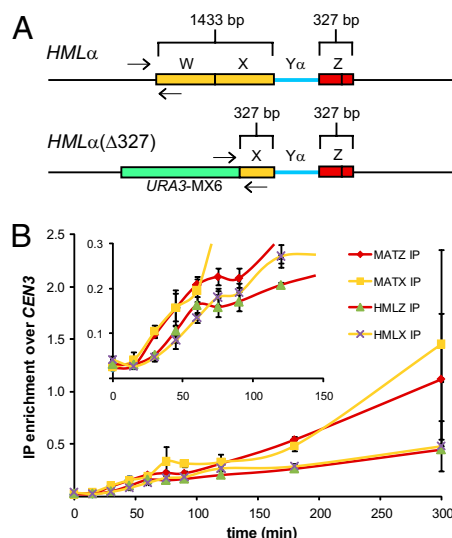 A
1433 bp
327 bp
HMLα
W X Yα Z
327 bp
327 bp
HMLα(Δ327)
X Yα Z
URA3-MX6
B
IP enrichment over CEN3
2.5
2.0
1.5
1.0
0.5
0 50 100 150 200 250 300
time (min)
0.3
0.2
0.1
0 50 100 150
MATZ IP
MATX IP
HMLZ IP
HMLX IP